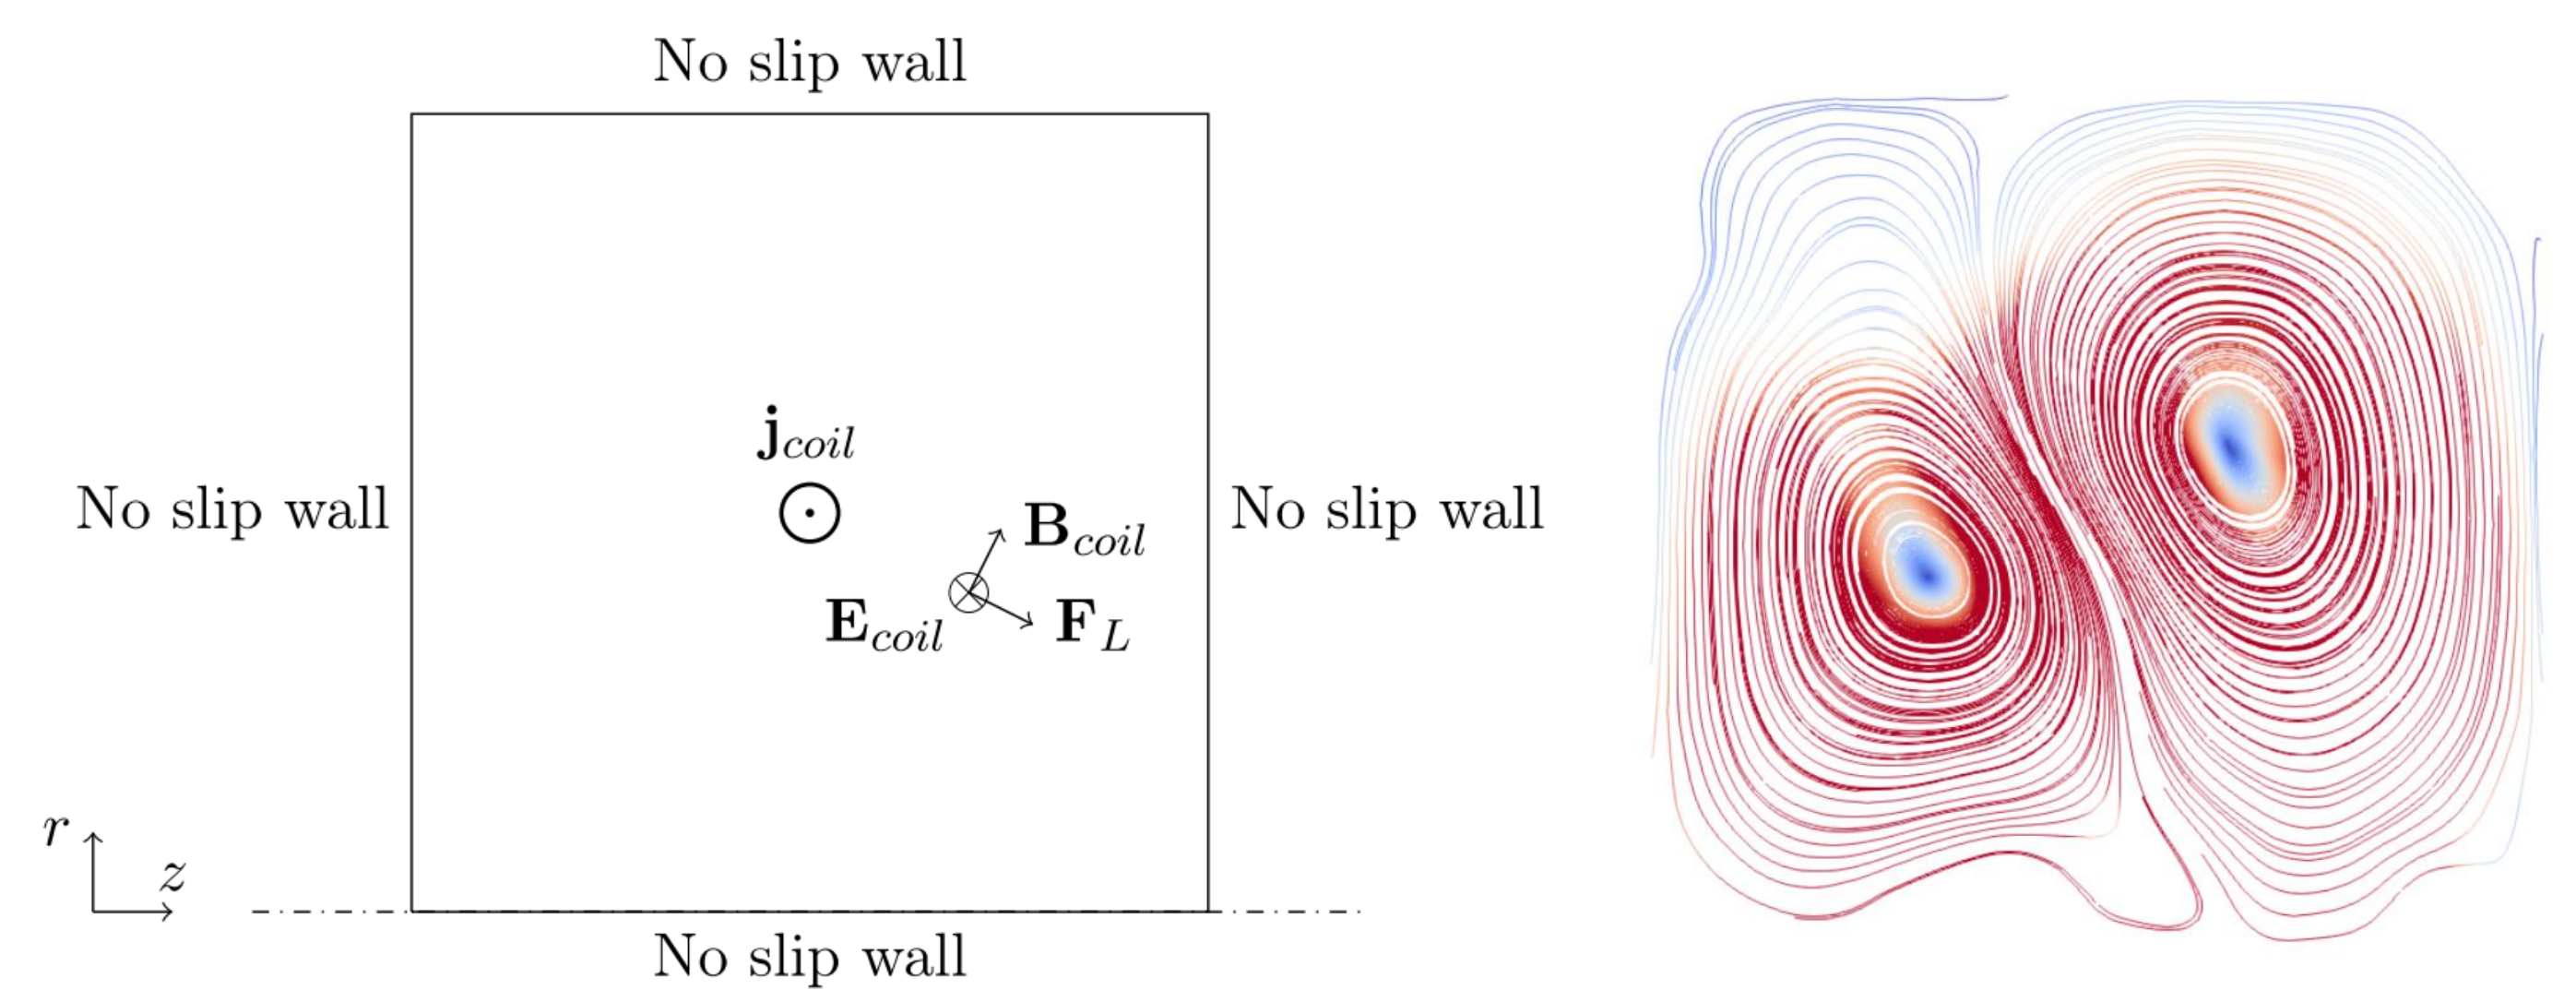 No slip wall
j_coil
No slip wall
B_coil
No slip wall
E_coil
F_L
r
z
No slip wall